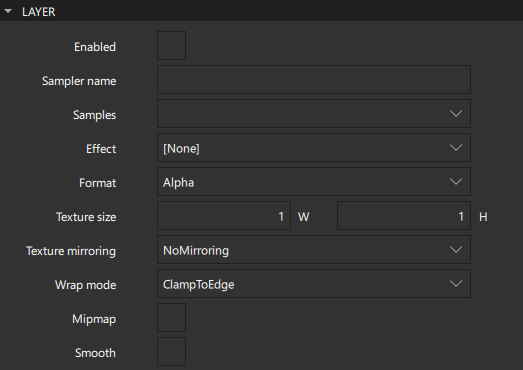 LAYER
Enabled
Sampler name
Samples
Effect [None]
Format Alpha
Texture size 1 W 1 H
Texture mirroring NoMirroring
Wrap mode ClampToEdge
Mipmap
Smooth